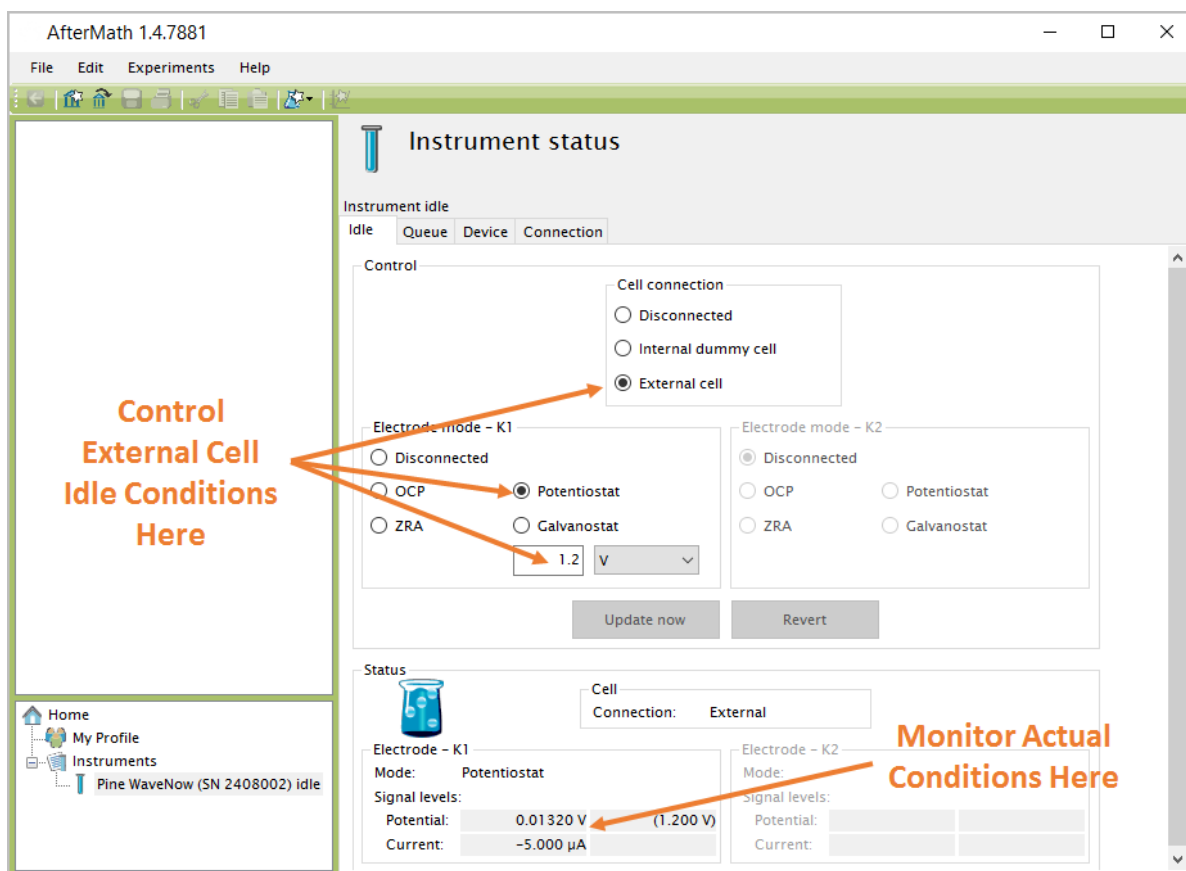 AfterMath 1.4.7881
File Edit Experiments Help
Instrument status
Instrument idle
Idle Queue Device Connection
Control
Cell connection
Disconnected
Internal dummy cell
External cell
Control
External Cell
Idle Conditions
Here
Electrode mode – K1
Disconnected
OCP Potentiostat
ZRA Galvanostat
1.2 V
Electrode mode – K2
Disconnected
OCP Potentiostat
ZRA Galvanostat
Update now Revert
Status
Cell
Connection: External
Electrode – K1
Mode: Potentiostat
Signal levels:
Potential: 0.01320 V (1.200 V)
Current: –5.000 µA
Electrode – K2
Mode:
Signal levels:
Potential:
Current:
Monitor Actual
Conditions Here
Home
My Profile
Instruments
Pine WaveNow (SN 2408002) idle